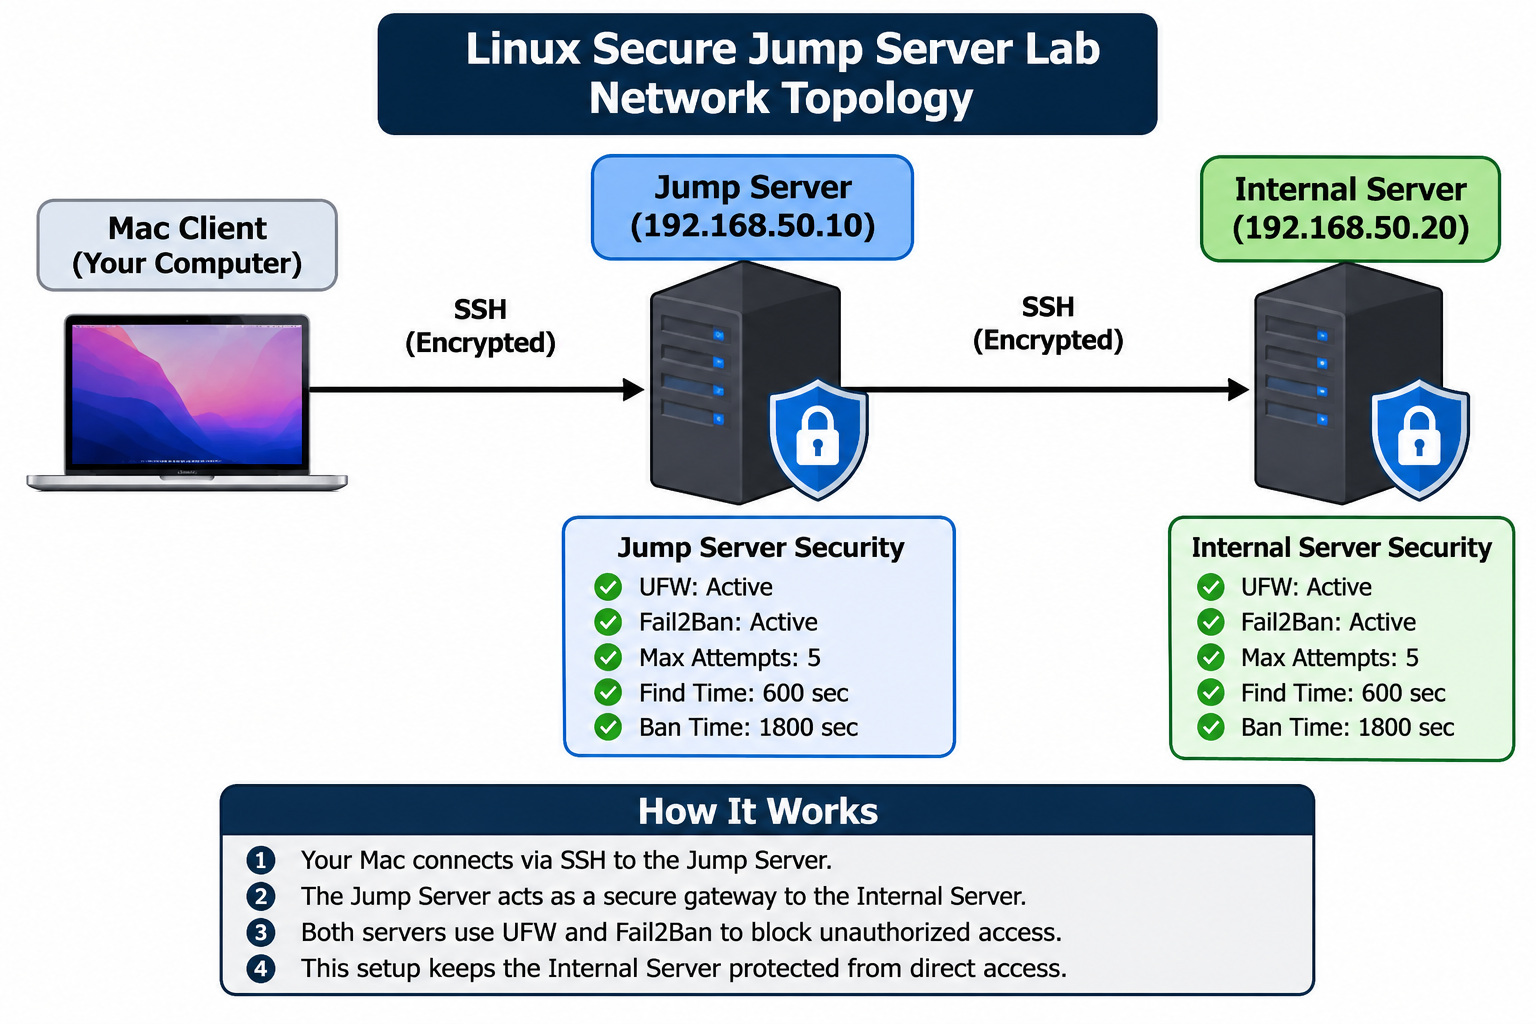 Linux Secure Jump Server Lab
Network Topology
Mac Client
(Your Computer)
Jump Server
(192.168.50.10)
Internal Server
(192.168.50.20)
SSH
(Encrypted)
SSH
(Encrypted)
Jump Server Security
UFW: Active
Fail2Ban: Active
Max Attempts: 5
Find Time: 600 sec
Ban Time: 1800 sec
Internal Server Security
UFW: Active
Fail2Ban: Active
Max Attempts: 5
Find Time: 600 sec
Ban Time: 1800 sec
How It Works
1 Your Mac connects via SSH to the Jump Server.
2 The Jump Server acts as a secure gateway to the Internal Server.
3 Both servers use UFW and Fail2Ban to block unauthorized access.
4 This setup keeps the Internal Server protected from direct access.